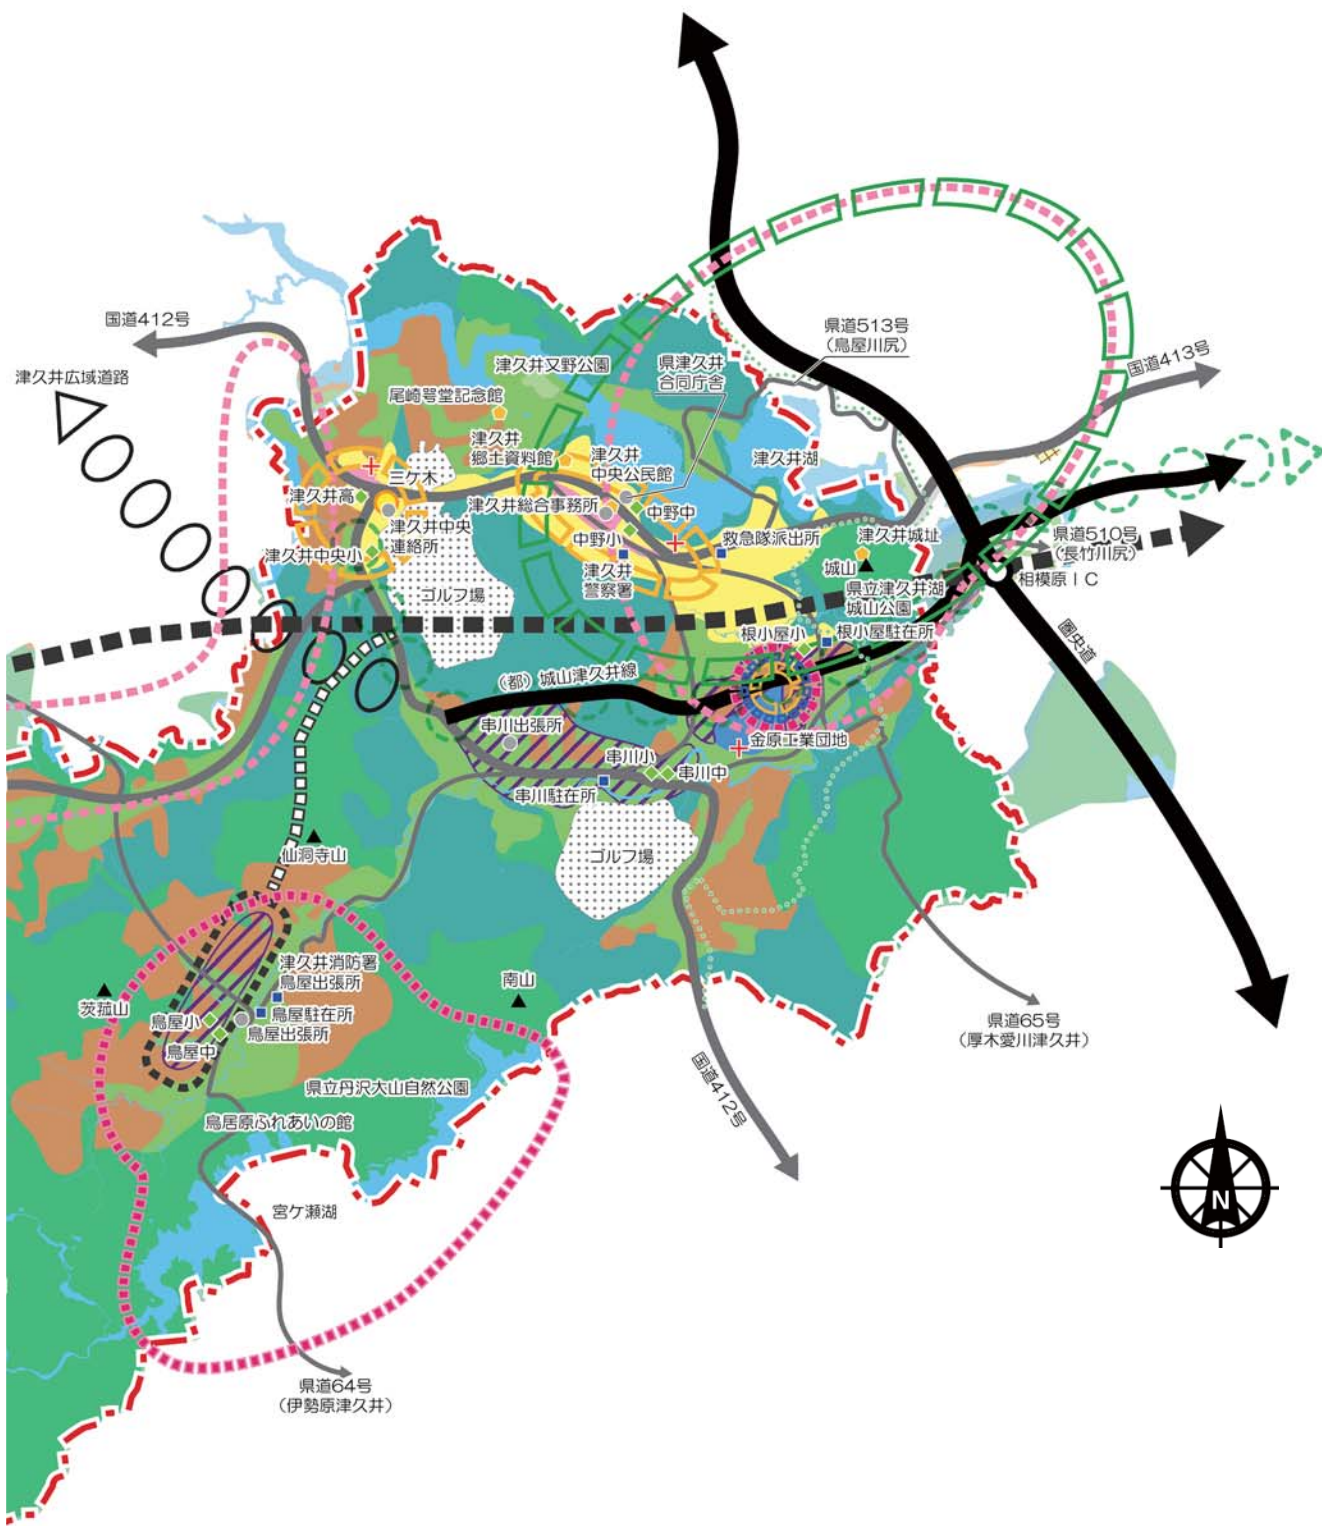 国道412号
津久井広域道路
県道513号
（鳥屋川尻）
国道413号
津久井又野公園
県津久井
合同庁舎
尾崎咢堂記念館
津久井
郷土資料館
津久井
中央公民館
津久井湖
三ケ木
津久井高
津久井総合事務所
中野中
津久井中央
連絡所
中野小
救急隊派出所
津久井城址
県道510号
（長竹川尻）
津久井中央小
津久井
警察署
城山
相模原IC
県立津久井湖
城山公園
ゴルフ場
根小屋小
根小屋駐在所
圏央道
（都）城山津久井線
串川出張所
金原工業団地
串川小
串川中
串川駐在所
仙洞寺山
ゴルフ場
津久井消防署
鳥屋出張所
南山
茨菰山
鳥屋小
鳥屋駐在所
鳥屋出張所
鳥屋中
県道65号
（厚木愛川津久井）
国道412号
県立丹沢大山自然公園
鳥居原ふれあいの館
宮ケ瀬湖
N
県道64号
（伊勢原津久井）